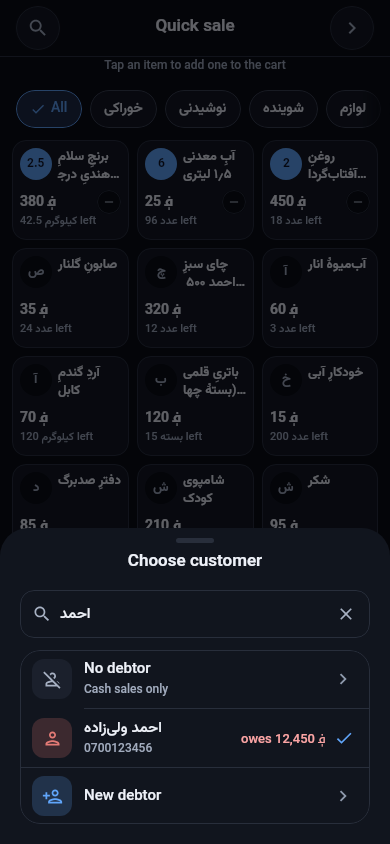 Quick sale
Tap an item to add one to the cart
All
خوراکی
نوشیدنی
شوینده
لوازم
2.5
برنج سلام
هندیِ درج…
380 ؋
42.5 کیلوگرم left
6
آب معدنی
۱٫۵ لیتری
25 ؋
96 عدد left
2
روغنِ
آفتاب‌گردا…
450 ؋
18 عدد left
ص
صابونِ گلنار
35 ؋
24 عدد left
چ
چای سبزِ
احمد ۵۰۰…
320 ؋
12 عدد left
آ
آب‌میوهٔ انار
60 ؋
3 عدد left
آ
آردِ گندمِ
کابل
70 ؋
120 کیلوگرم left
ب
باتریِ قلمی
(بستهٔ چها…
120 ؋
15 بسته left
خ
خودکارِ آبی
15 ؋
200 عدد left
د
دفترِ صدبرگ
85 ؋
ش
شامپوی
کودک
210 ؋
ش
شکر
95 ؋
Choose customer
احمد
No debtor
Cash sales only
احمد ولی‌زاده
0700123456
owes 12,450 ؋
New debtor